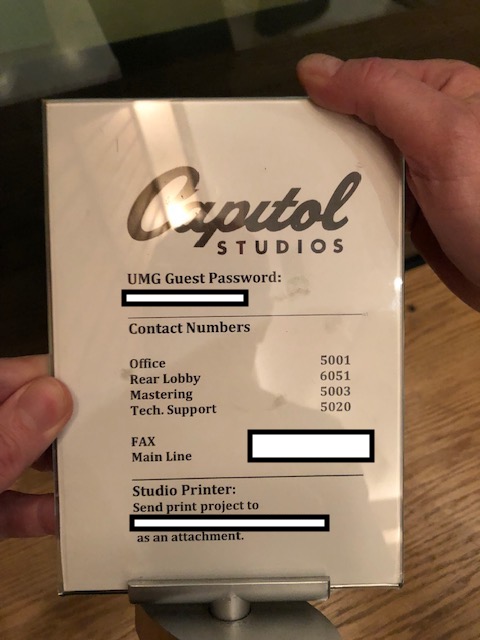 Capitol
STUDIOS
UMG Guest Password:
Contact Numbers
Office 5001
Rear Lobby 6051
Mastering 5003
Tech. Support 5020
FAX
Main Line
Studio Printer:
Send print project to
as an attachment.